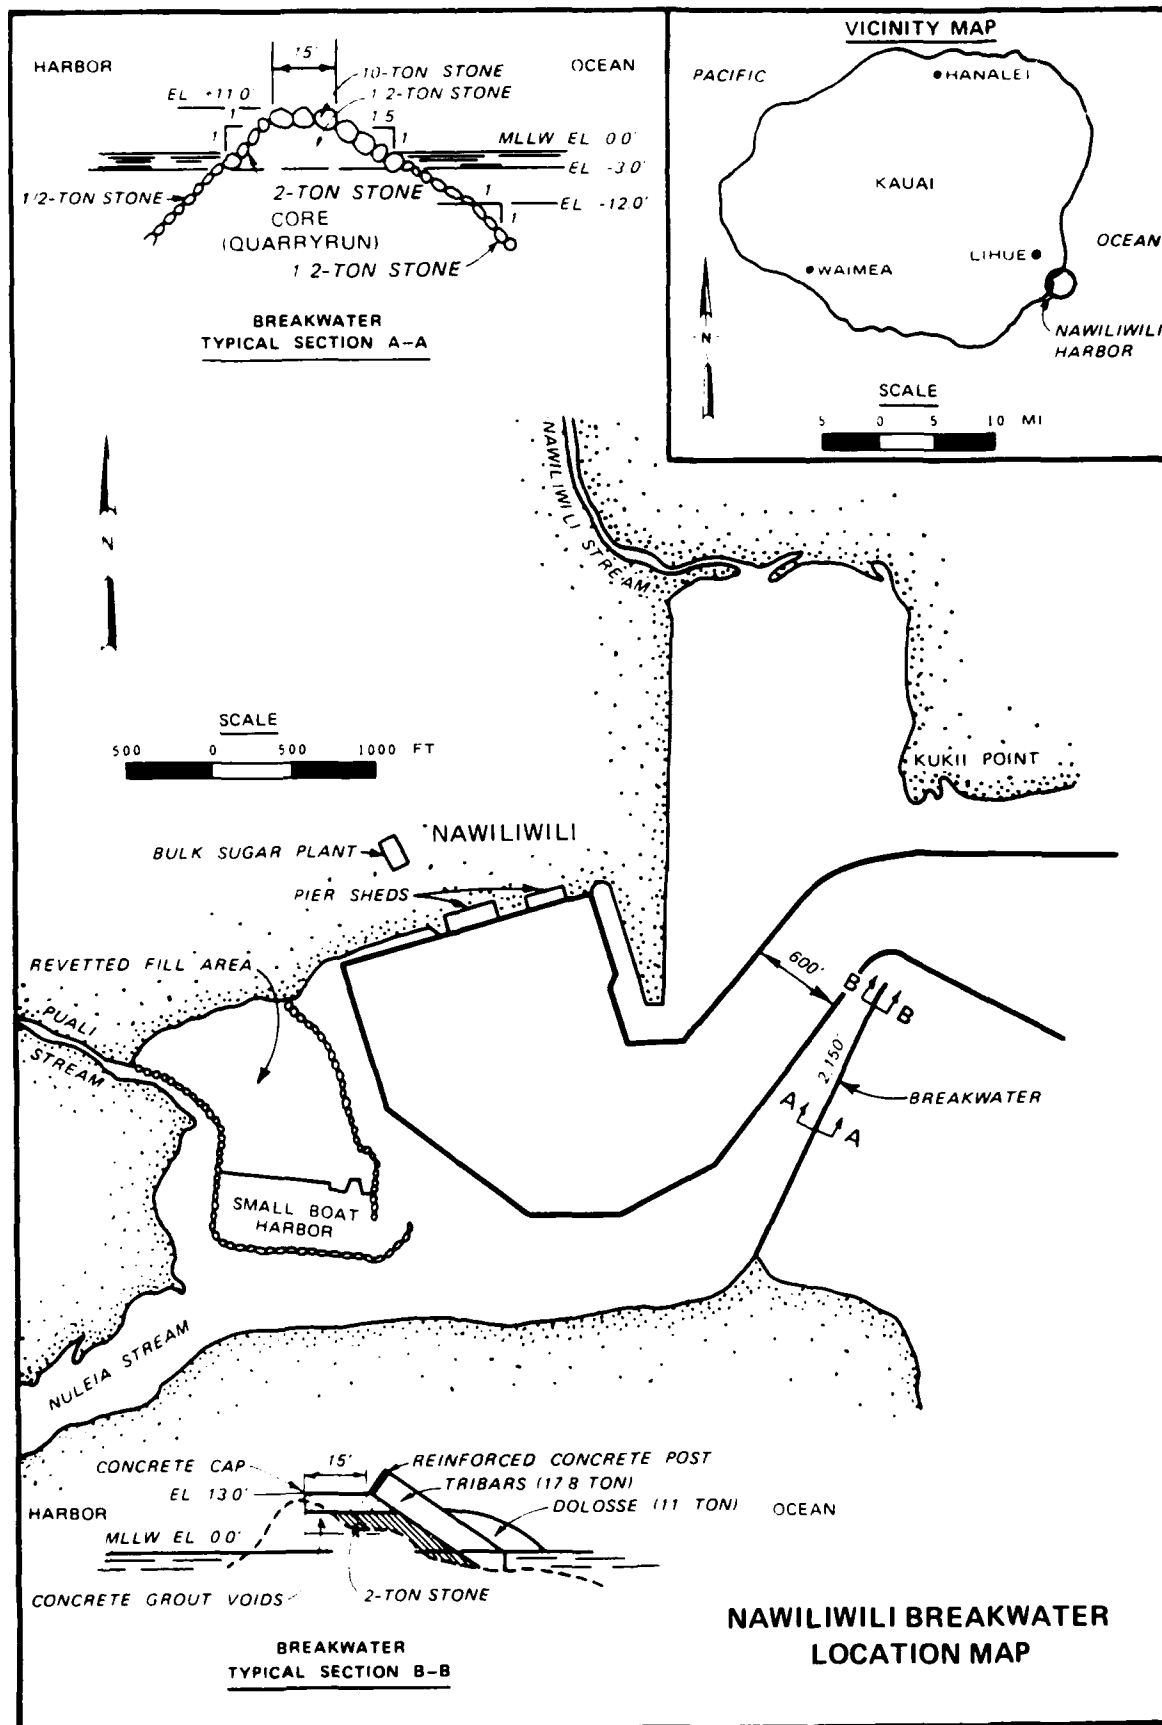 HARBOR
15'
OCEAN
10-TON STONE
1 2-TON STONE
EL +11.0'
1
1
1 5
1
MLLW EL 0 0'
EL -3.0'
1/2-TON STONE
2-TON STONE
1
EL -12.0'
CORE
(QUARRYRUN)
1
1 2-TON STONE
BREAKWATER
TYPICAL SECTION A-A
VICINITY MAP
PACIFIC
HANALEI
KAUAI
OCEAN
LIHUE
WAIMEA
NAWILIWILI
HARBOR
N
SCALE
5 0 5 10 MI
NAWILIWILI STREAM
N
SCALE
500 0 500 1000 FT
KUKII POINT
NAWILIWILI
BULK SUGAR PLANT
PIER SHEDS
REVETTED FILL AREA
600'
B
B
PUALI
STREAM
2,150'
BREAKWATER
A
A
SMALL BOAT
HARBOR
NULEIA STREAM
CONCRETE CAP
15'
REINFORCED CONCRETE POST
TRIBARS (17 8 TON)
EL 13.0'
DOLOSSE (11 TON)
HARBOR
OCEAN
MLLW EL 0.0'
CONCRETE GROUT VOIDS
2-TON STONE
BREAKWATER
TYPICAL SECTION B-B
NAWILIWILI BREAKWATER
LOCATION MAP